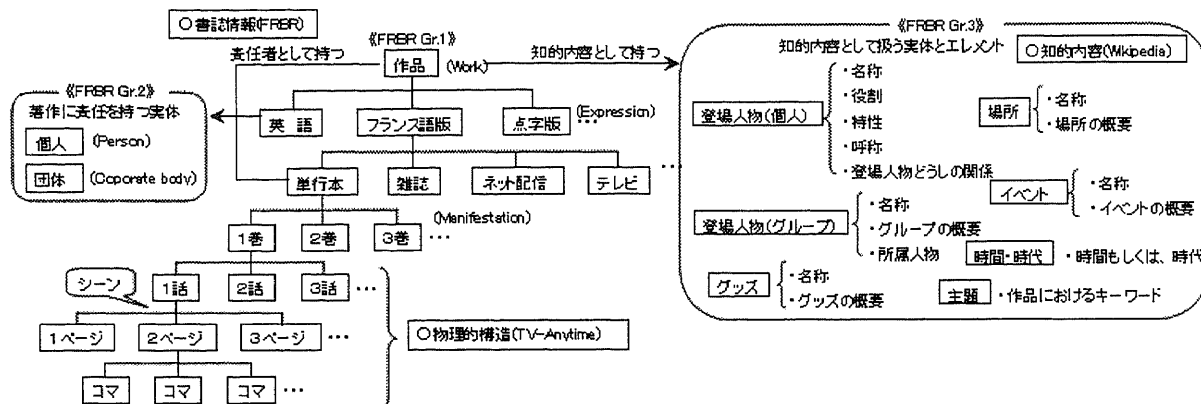 ○書誌情報(FRBR)
《FRBR Gr.1》
責任者として持つ
作品
(Work)
知的内容として持つ
英 語
フランス語版
点字版
(Expression)
…
単行本
雑誌
ネット配信
テレビ
…
(Manifestation)
1巻
2巻
3巻
…
シーン
1話
2話
3話
…
1ページ
2ページ
3ページ
…
コマ
コマ
コマ
…
○物理的構造(TV-Anytime)
《FRBR Gr.2》
著作に責任を持つ実体
個人
(Person)
団体
(Coporate body)
《FRBR Gr.3》
知的内容として扱う実体とエレメント
○知的内容(Wikipedia)
登場人物(個人)
・名称
・役割
・特性
・呼称
・登場人物どうしの関係
場所
・名称
・場所の概要
イベント
・名称
・イベントの概要
登場人物(グループ)
・名称
・グループの概要
・所属人物
時間・時代
・時間もしくは、時代
グッズ
・名称
・グッズの概要
主題
・作品におけるキーワード